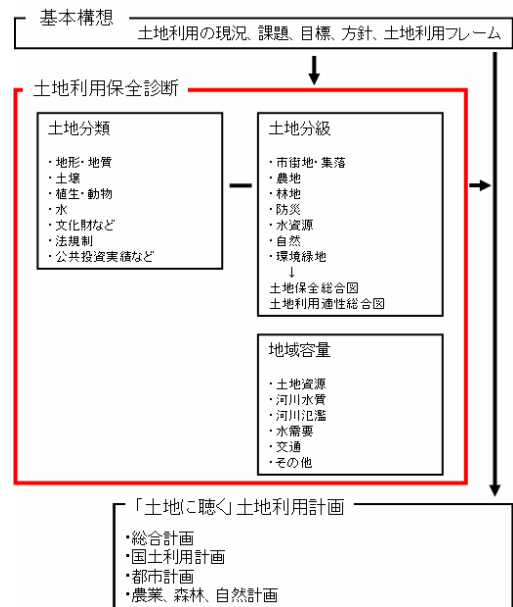 基本構想
土地利用の現況、課題、目標、方針、土地利用フレーム
土地利用保全診断
土地分類
・地形・地質
・土壌
・植生・動物
・水
・文化財など
・法規制
・公共投資実績など
土地分級
・市街地・集落
・農地
・林地
・防災
・水資源
・自然
・環境緑地
↓
土地保全総合図
土地利用適性総合図
地域容量
・土地資源
・河川水質
・河川氾濫
・水需要
・交通
・その他
「土地に聴く」土地利用計画
・総合計画
・国土利用計画
・都市計画
・農業、森林、自然計画